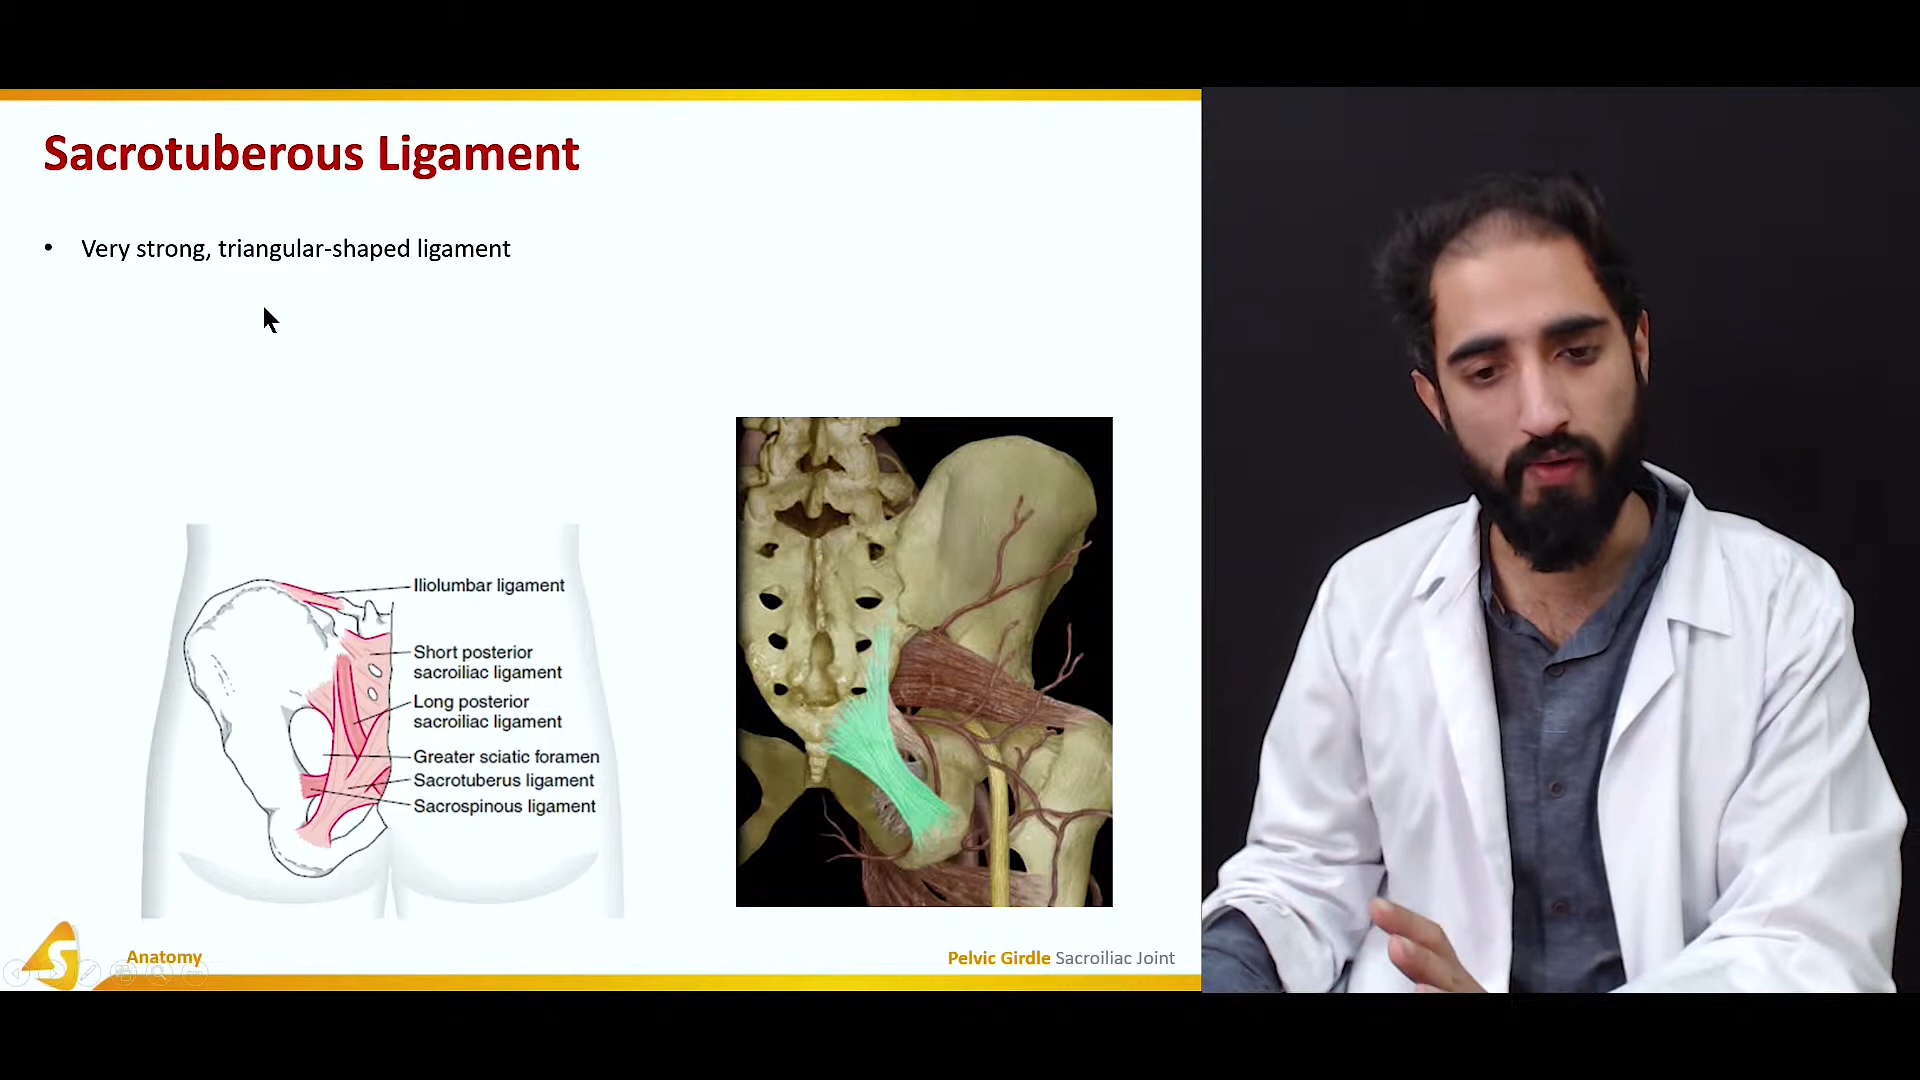 Sacrotuberous Ligament
• Very strong, triangular-shaped ligament
Iliolumbar ligament
Short posterior
sacroiliac ligament
Long posterior
sacroiliac ligament
Greater sciatic foramen
Sacrotuberus ligament
Sacrospinous ligament
S
Anatomy
Pelvic Girdle Sacroiliac Joint